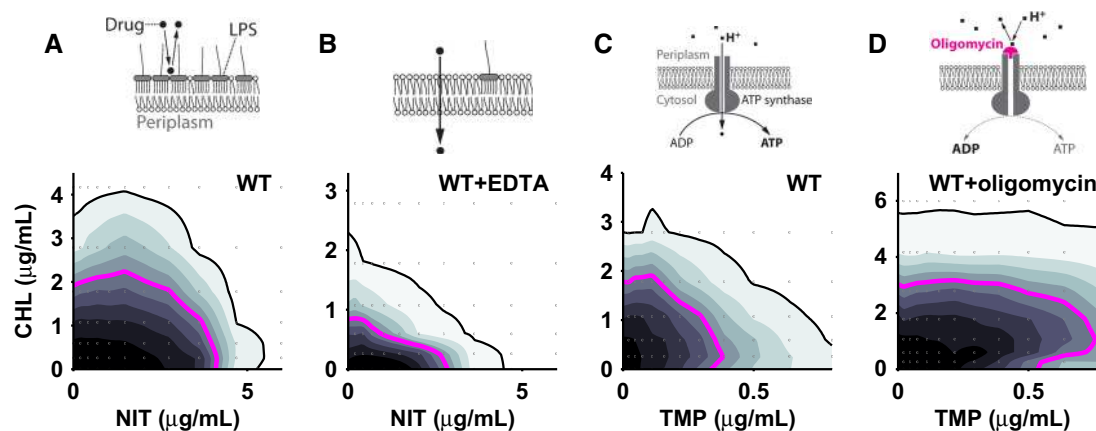 A
Drug
LPS
Periplasm
WT
CHL (μg/mL)
4
3
2
1
0
0
5
10
NIT (μg/mL)
B
WT+EDTA
3
2
1
0
0
3
6
NIT (μg/mL)
C
H+
Periplasm
Cytosol
ATP synthase
ADP
ATP
WT
4
3
2
1
0
0
0.5
TMP (μg/mL)
D
H+
Oligomycin
ADP
ATP
WT+oligomycin
6
4
2
0
0
0.5
TMP (μg/mL)